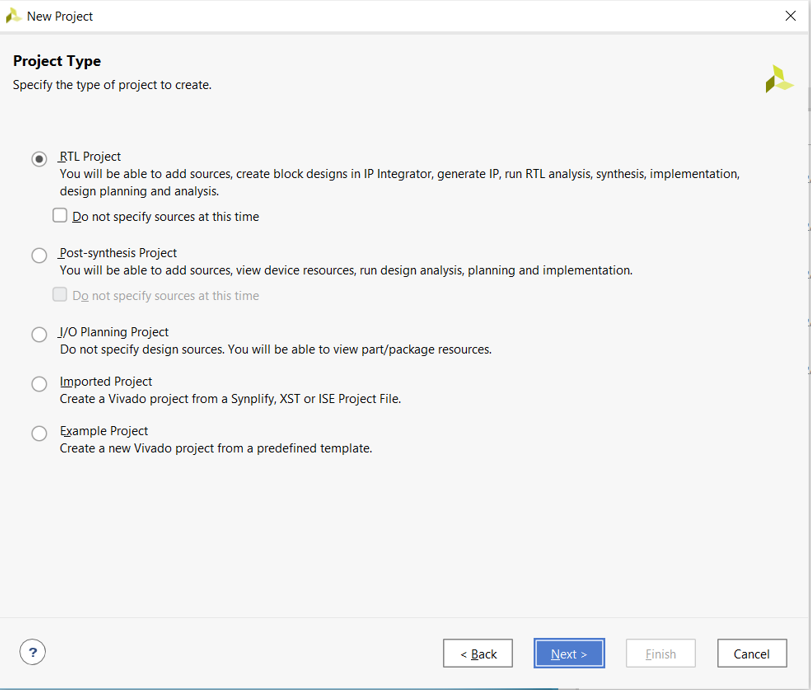 New Project
Project Type
Specify the type of project to create.
RTL Project
You will be able to add sources, create block designs in IP Integrator, generate IP, run RTL analysis, synthesis, implementation,
design planning and analysis.
Do not specify sources at this time
Post-synthesis Project
You will be able to add sources, view device resources, run design analysis, planning and implementation.
Do not specify sources at this time
I/O Planning Project
Do not specify design sources. You will be able to view part/package resources.
Imported Project
Create a Vivado project from a Synplify, XST or ISE Project File.
Example Project
Create a new Vivado project from a predefined template.
? < Back Next > Finish Cancel